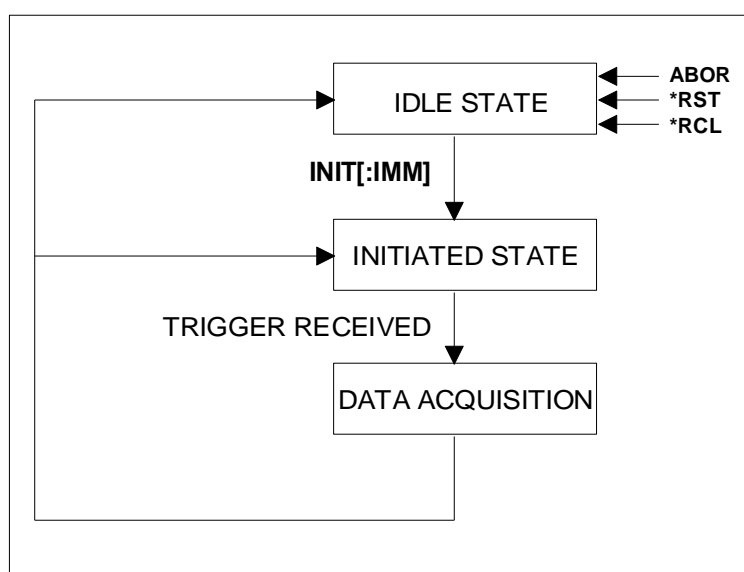 IDLE STATE
ABOR
*RST
*RCL
INIT[:IMM]
INITIATED STATE
TRIGGER RECEIVED
DATA ACQUISITION